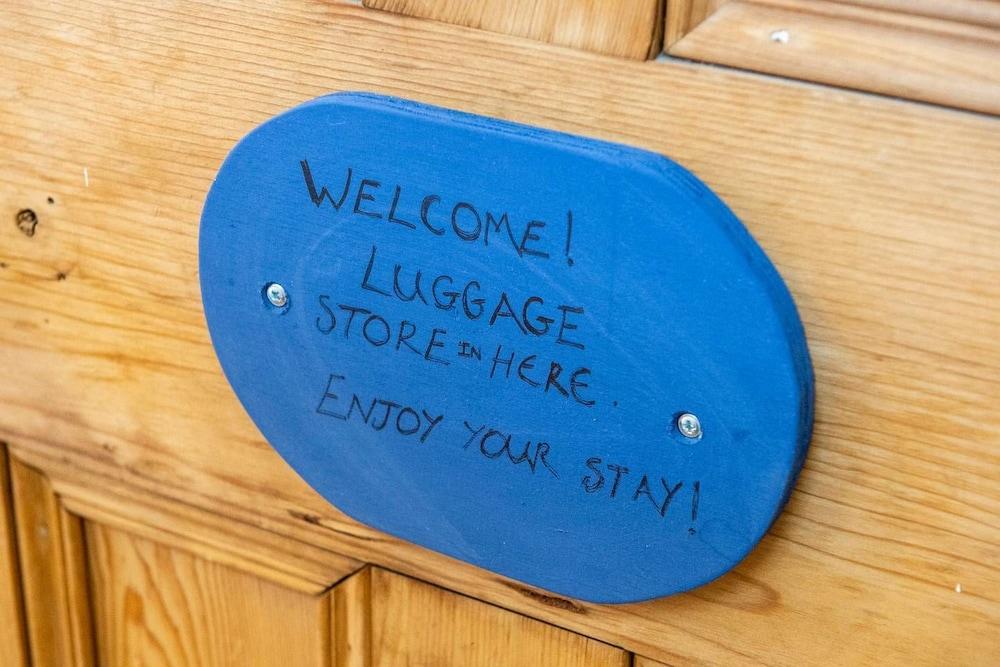 WELCOME!
LUGGAGE
STORE IN HERE.
ENJOY YOUR STAY!